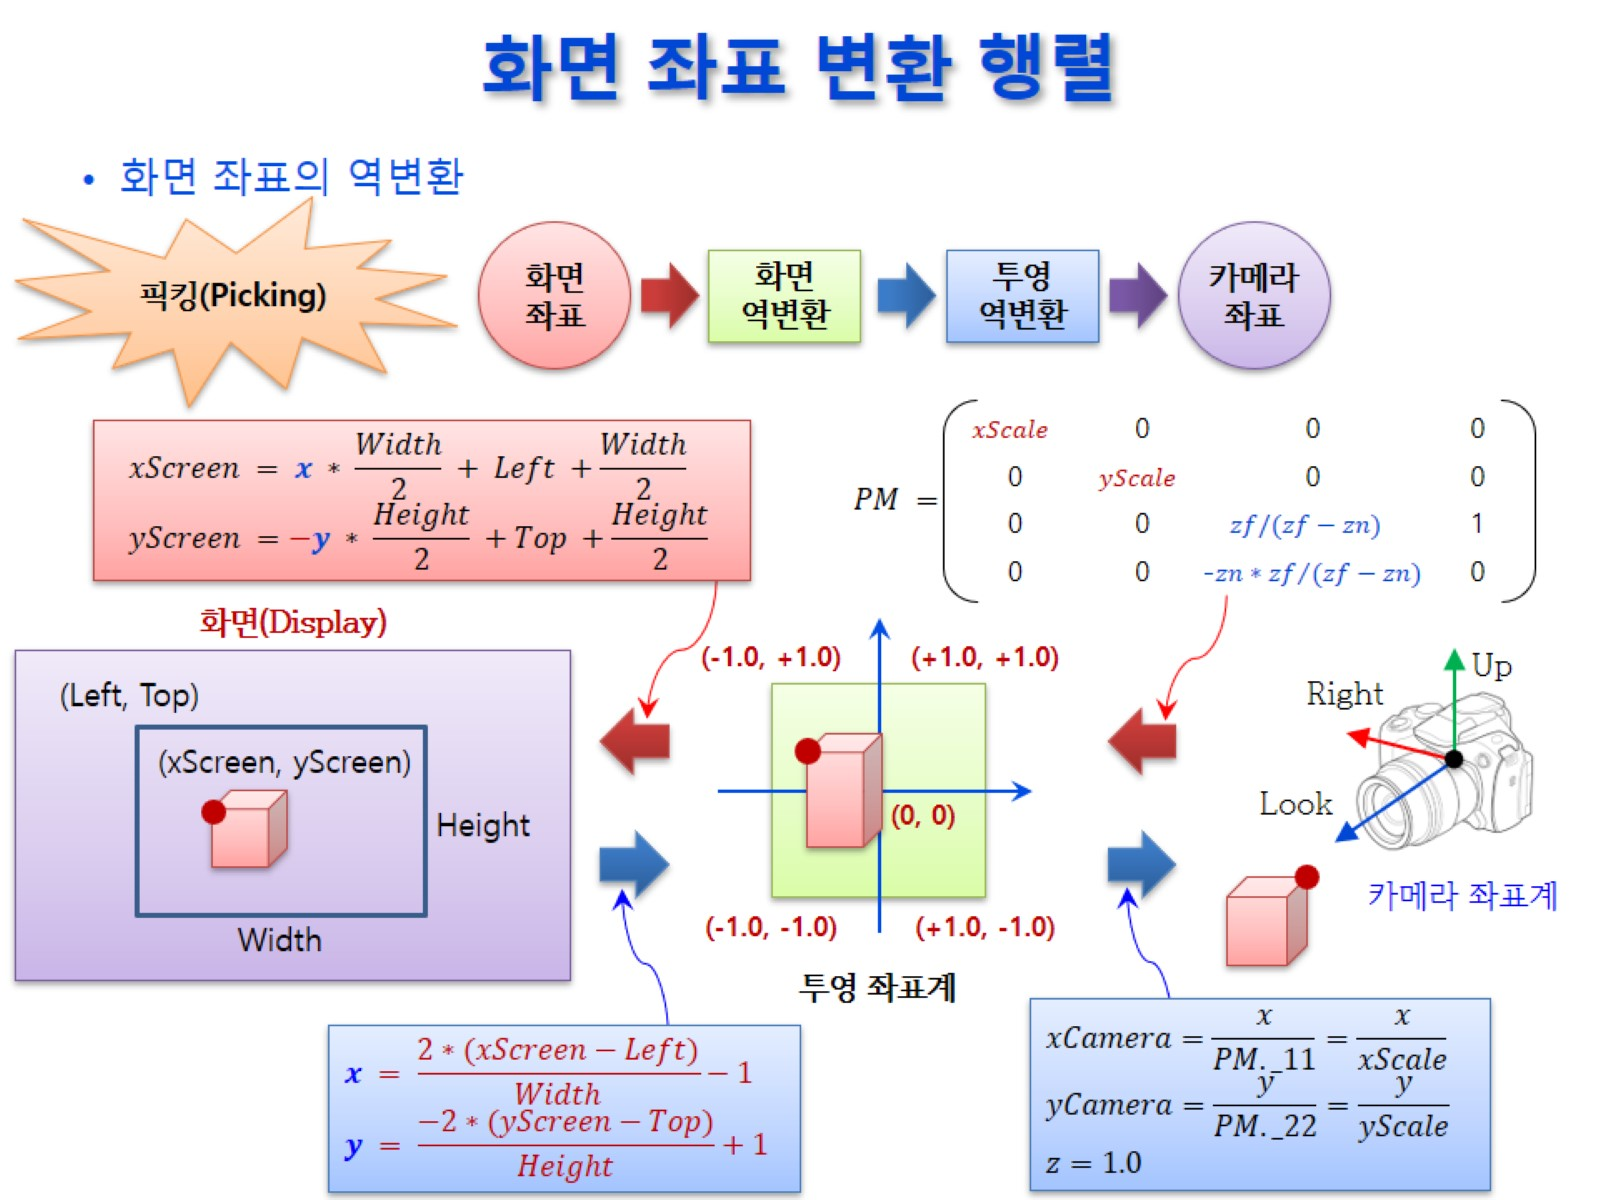 화면 좌표 변환 행렬
• 화면 좌표의 역변환
픽킹(Picking)
화면
좌표
화면
역변환
투영
역변환
카메라
좌표
xScreen = x * Width/2 + Left + Width/2
yScreen = -y * Height/2 + Top + Height/2
PM =
xScale 0 0 0
0 yScale 0 0
0 0 zf/(zf − zn) 1
0 0 -zn * zf/(zf − zn) 0
화면(Display)
(Left, Top)
(xScreen, yScreen)
Height
Width
(-1.0, +1.0) (+1.0, +1.0)
(0, 0)
(-1.0, -1.0) (+1.0, -1.0)
투영 좌표계
Up
Right
Look
카메라 좌표계
x = 2 * (xScreen − Left)/Width − 1
y = −2 * (yScreen − Top)/Height + 1
xCamera = x/PM._11 = x/xScale
yCamera = y/PM._22 = y/yScale
z = 1.0